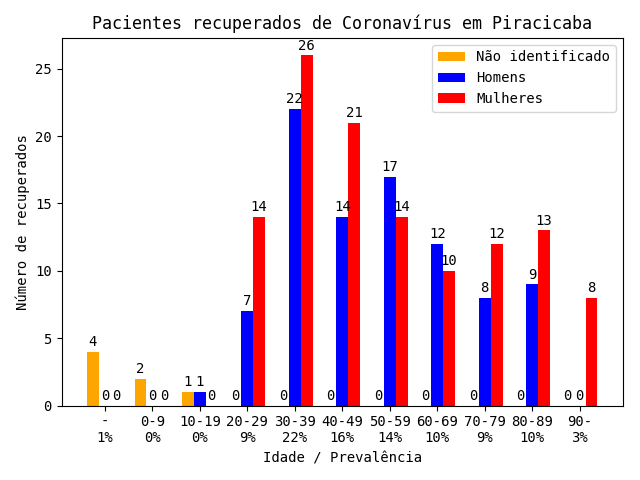 Pacientes recuperados de Coronavírus em Piracicaba
Número de recuperados
25
20
15
10
5
0
Não identificado
Homens
Mulheres
4 0 0
2 0 0
1 1 0
0 7 14
0 22 26
0 14 21
0 17 14
0 12 10
0 8 12
0 9 13
0 0 8
- 0-9 10-19 20-29 30-39 40-49 50-59 60-69 70-79 80-89 90-
1% 0% 0% 9% 22% 16% 14% 10% 9% 10% 3%
Idade / Prevalência